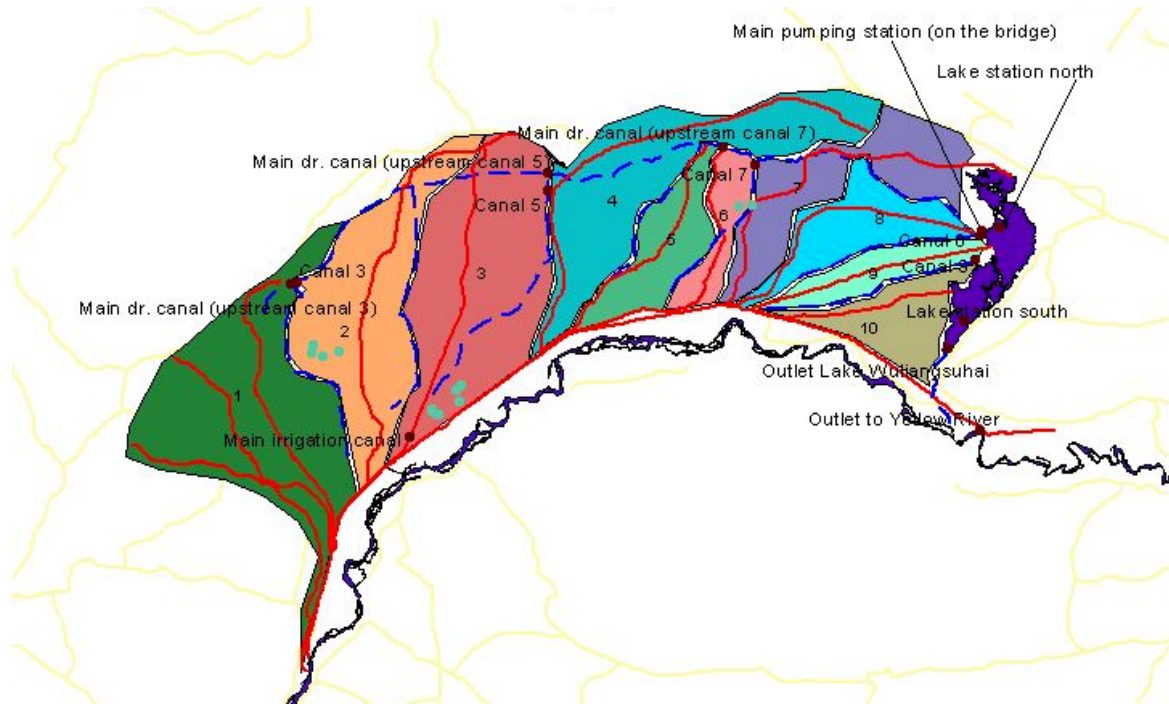 Main pumping station (on the bridge)
Lake station north
Main dr. canal (upstream canal 7)
Main dr. canal (upstream canal 5)
Canal 7
7
Canal 5
4
6
8
5
Canal 8
3
9
Canal 9
Canal 3
Main dr. canal (upstream canal 3)
Lake station south
2
10
Outlet Lake Wuliangsuhai
1
Outlet to Yellow River
Main irrigation canal